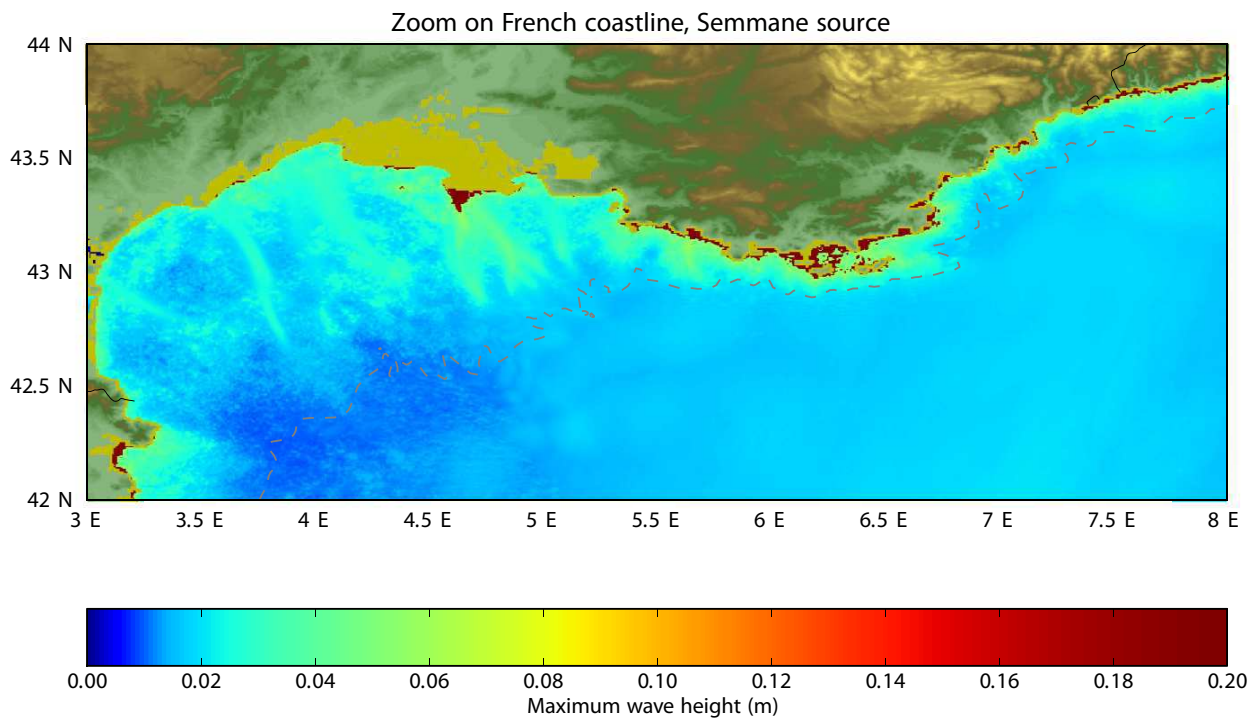 Zoom on French coastline, Semmane source
44 N
43.5 N
43 N
42.5 N
42 N
3 E 3.5 E 4 E 4.5 E 5 E 5.5 E 6 E 6.5 E 7 E 7.5 E 8 E
0.00 0.02 0.04 0.06 0.08 0.10 0.12 0.14 0.16 0.18 0.20
Maximum wave height (m)